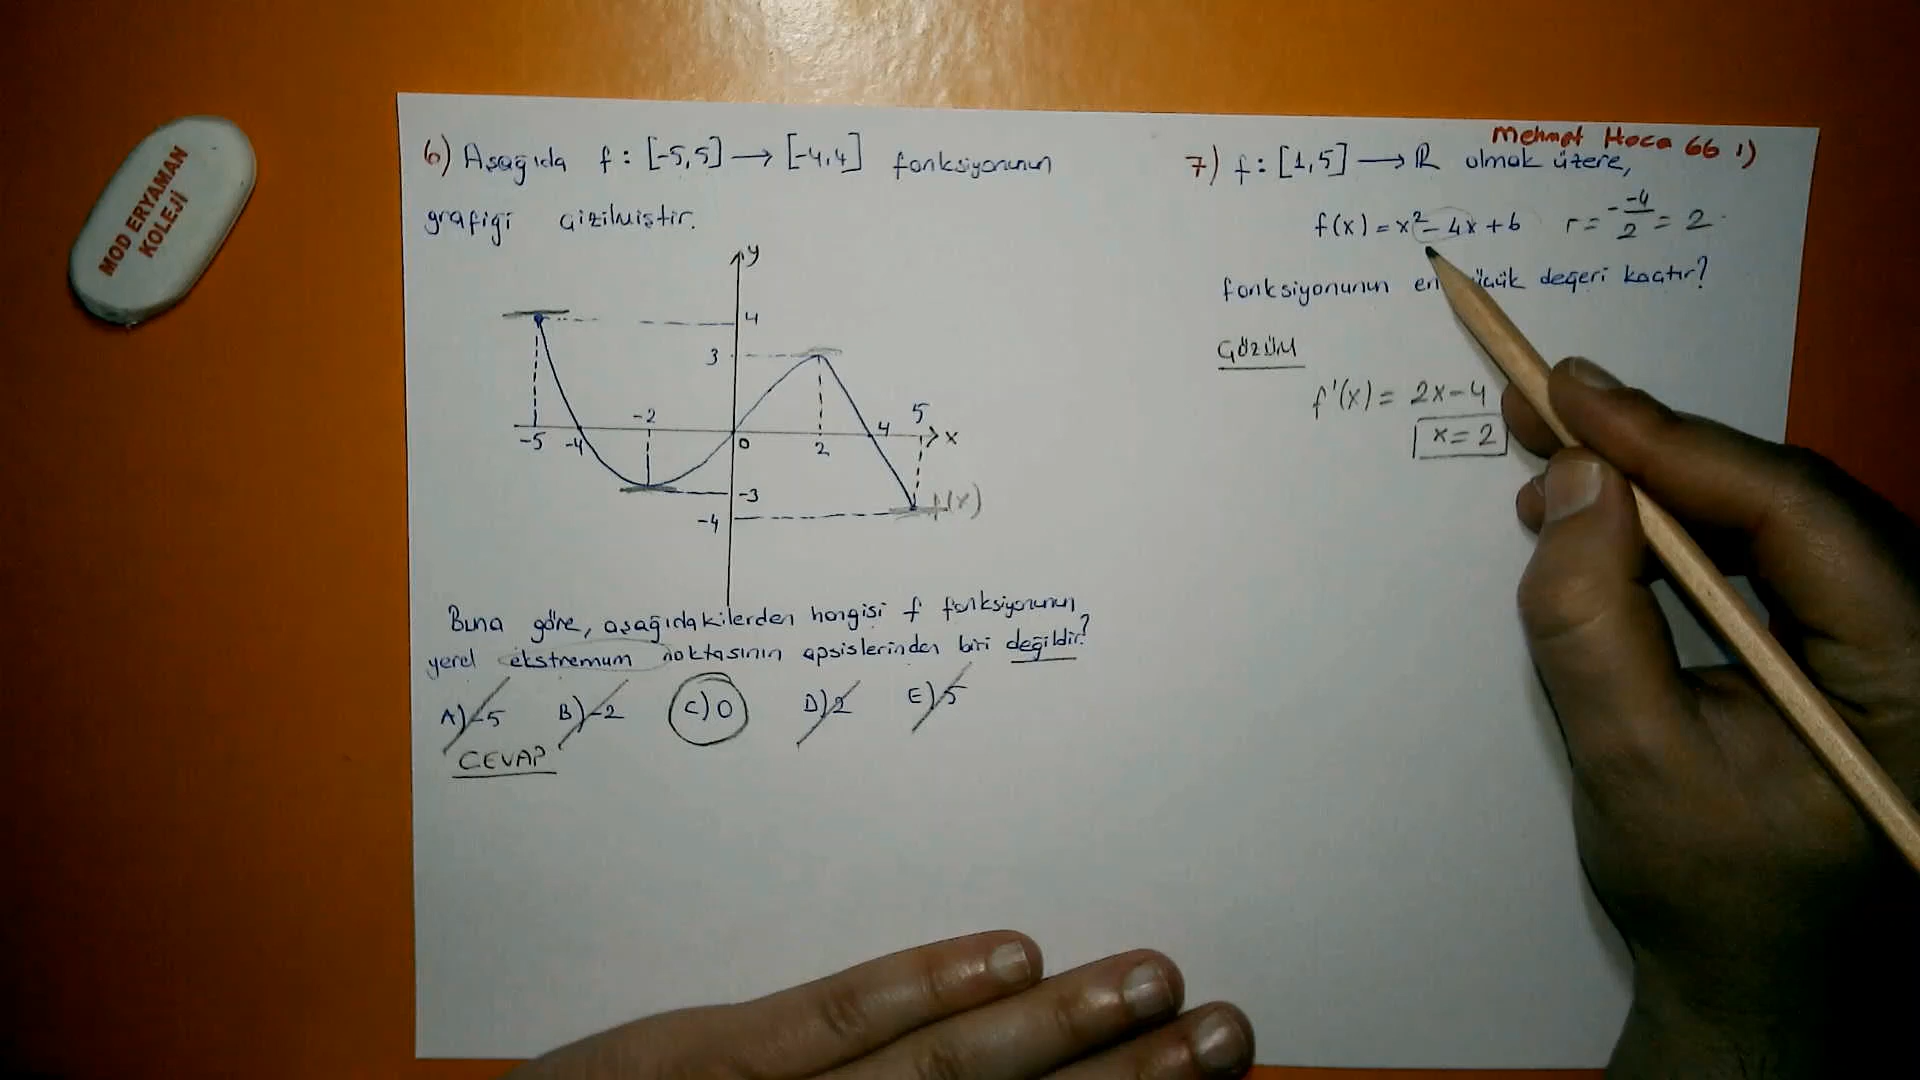 MOD ERYAMAN
KOLEJİ
6) Aşağıda f : [-5,5] → [-4,4] fonksiyonunun
grafiği çizilmiştir.
y
4
3
-2
5
-5
-4
0
2
4
x
-3
-4
f(x)
Buna göre, aşağıdakilerden hangisi f fonksiyonunun
yerel ekstremum noktasının apsislerinden biri değildir?
A) -5 B) -2 C) 0 D) 2 E) 5
CEVAP
Mehmet Hoca 66 :)
7) f : [1,5] → R olmak üzere,
f(x) = x² - 4x + 6 r = - -4/2 = 2
fonksiyonunun değeri kaçtır?
ÇÖZÜM
f'(x) = 2x - 4
x = 2